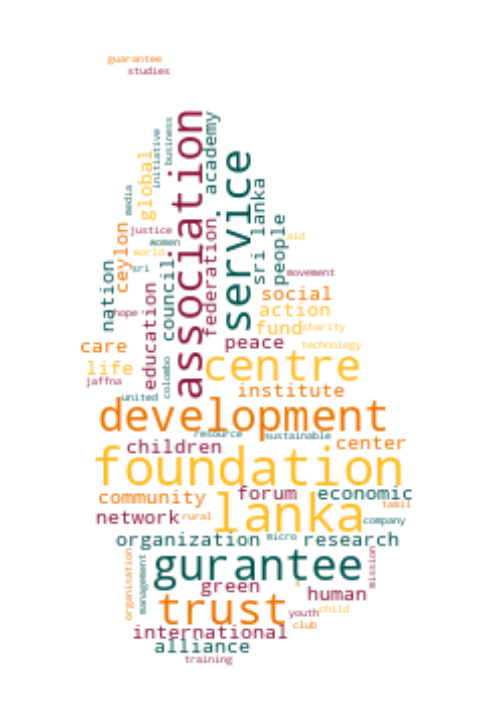 guarantee
studies
association
service
academy
business
initiative
global
media
justice
women
world
sri
ceylon
nation
hope
council
federation
education
sri lanka
people
aid
movement
social
action
fund
charity
peace
technology
care
life
jaffna
colombo
centre
institute
united
development
resource
sustainable
children
center
foundation
community
forum
economic
lanka
tamil
network
rural
company
organization
micro
research
gurantee
green
human
mission
organisation
management
trust
youth
child
club
international
alliance
training